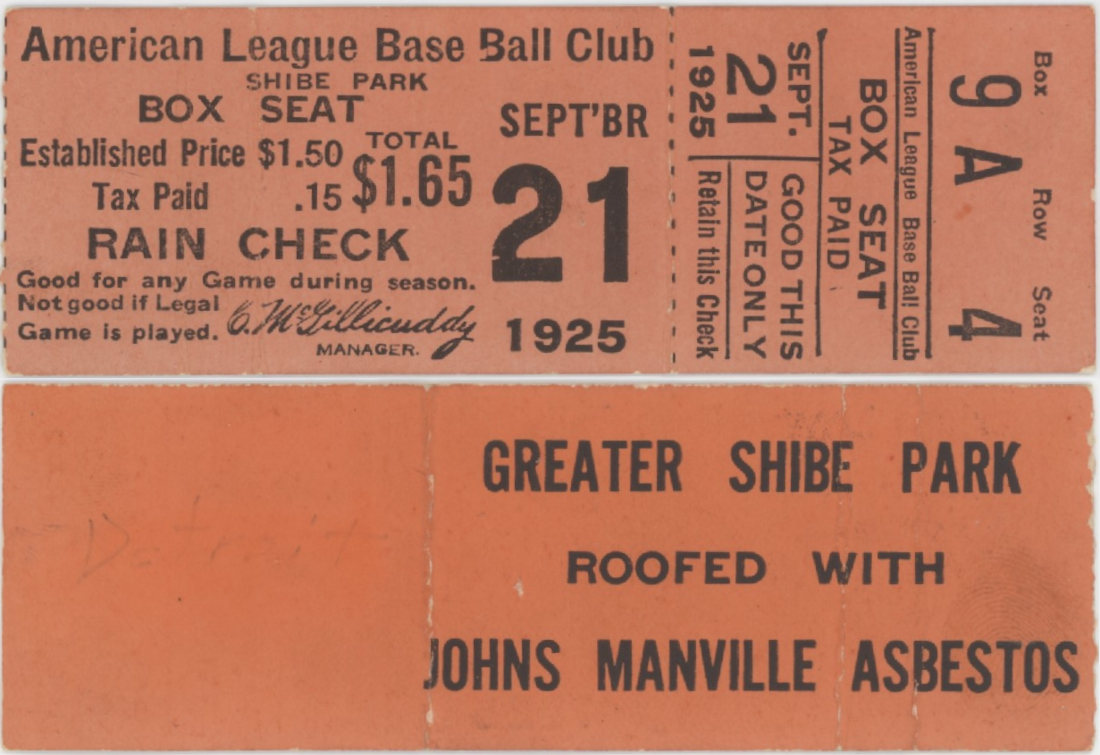 American League Base Ball Club
SHIBE PARK
BOX SEAT
Established Price $1.50
Tax Paid .15
TOTAL
$1.65
RAIN CHECK
Good for any Game during season.
Not good if Legal
Game is played.
C. McGillicuddy
MANAGER.
SEPT'BR
21
1925
Box Row Seat
9 A 4
American League Base Ball Club
BOX SEAT
TAX PAID
SEPT.
21
1925
GOOD THIS
DATE ONLY
Retain this Check
GREATER SHIBE PARK
ROOFED WITH
JOHNS MANVILLE ASBESTOS
Detroit